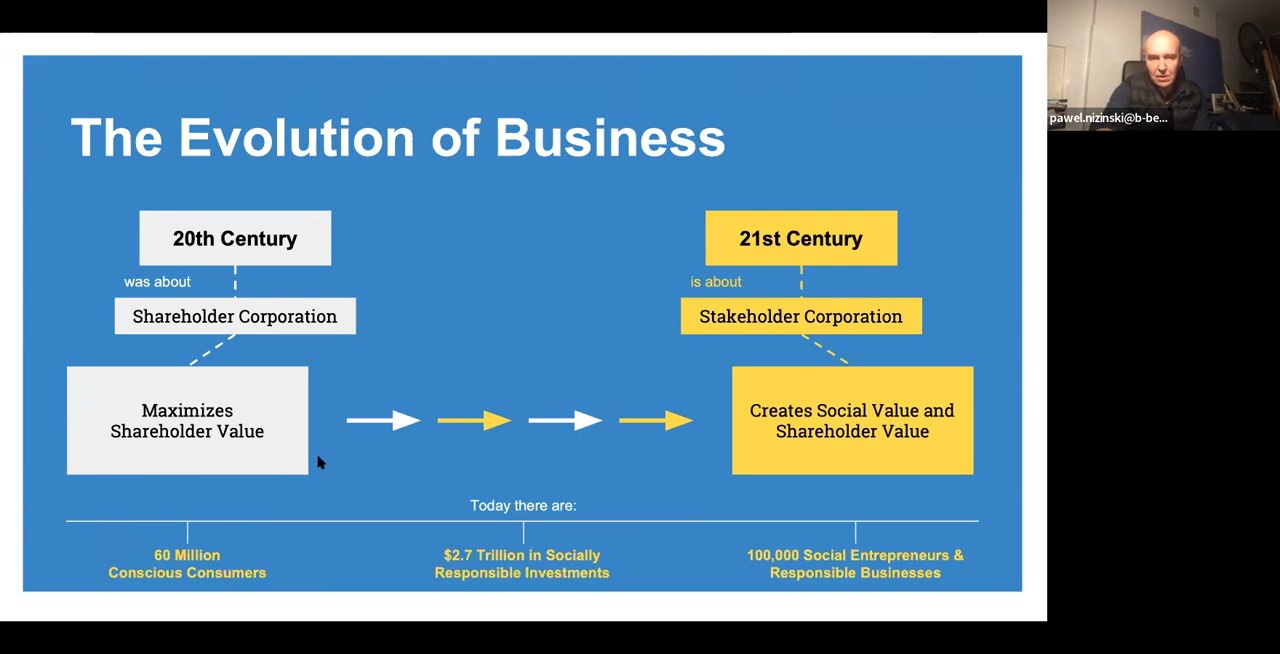 The Evolution of Business
20th Century
was about
Shareholder Corporation
Maximizes
Shareholder Value
21st Century
is about
Stakeholder Corporation
Creates Social Value and
Shareholder Value
Today there are:
60 Million
Conscious Consumers
$2.7 Trillion in Socially
Responsible Investments
100,000 Social Entrepreneurs &
Responsible Businesses
pawel.nizinski@b-be...